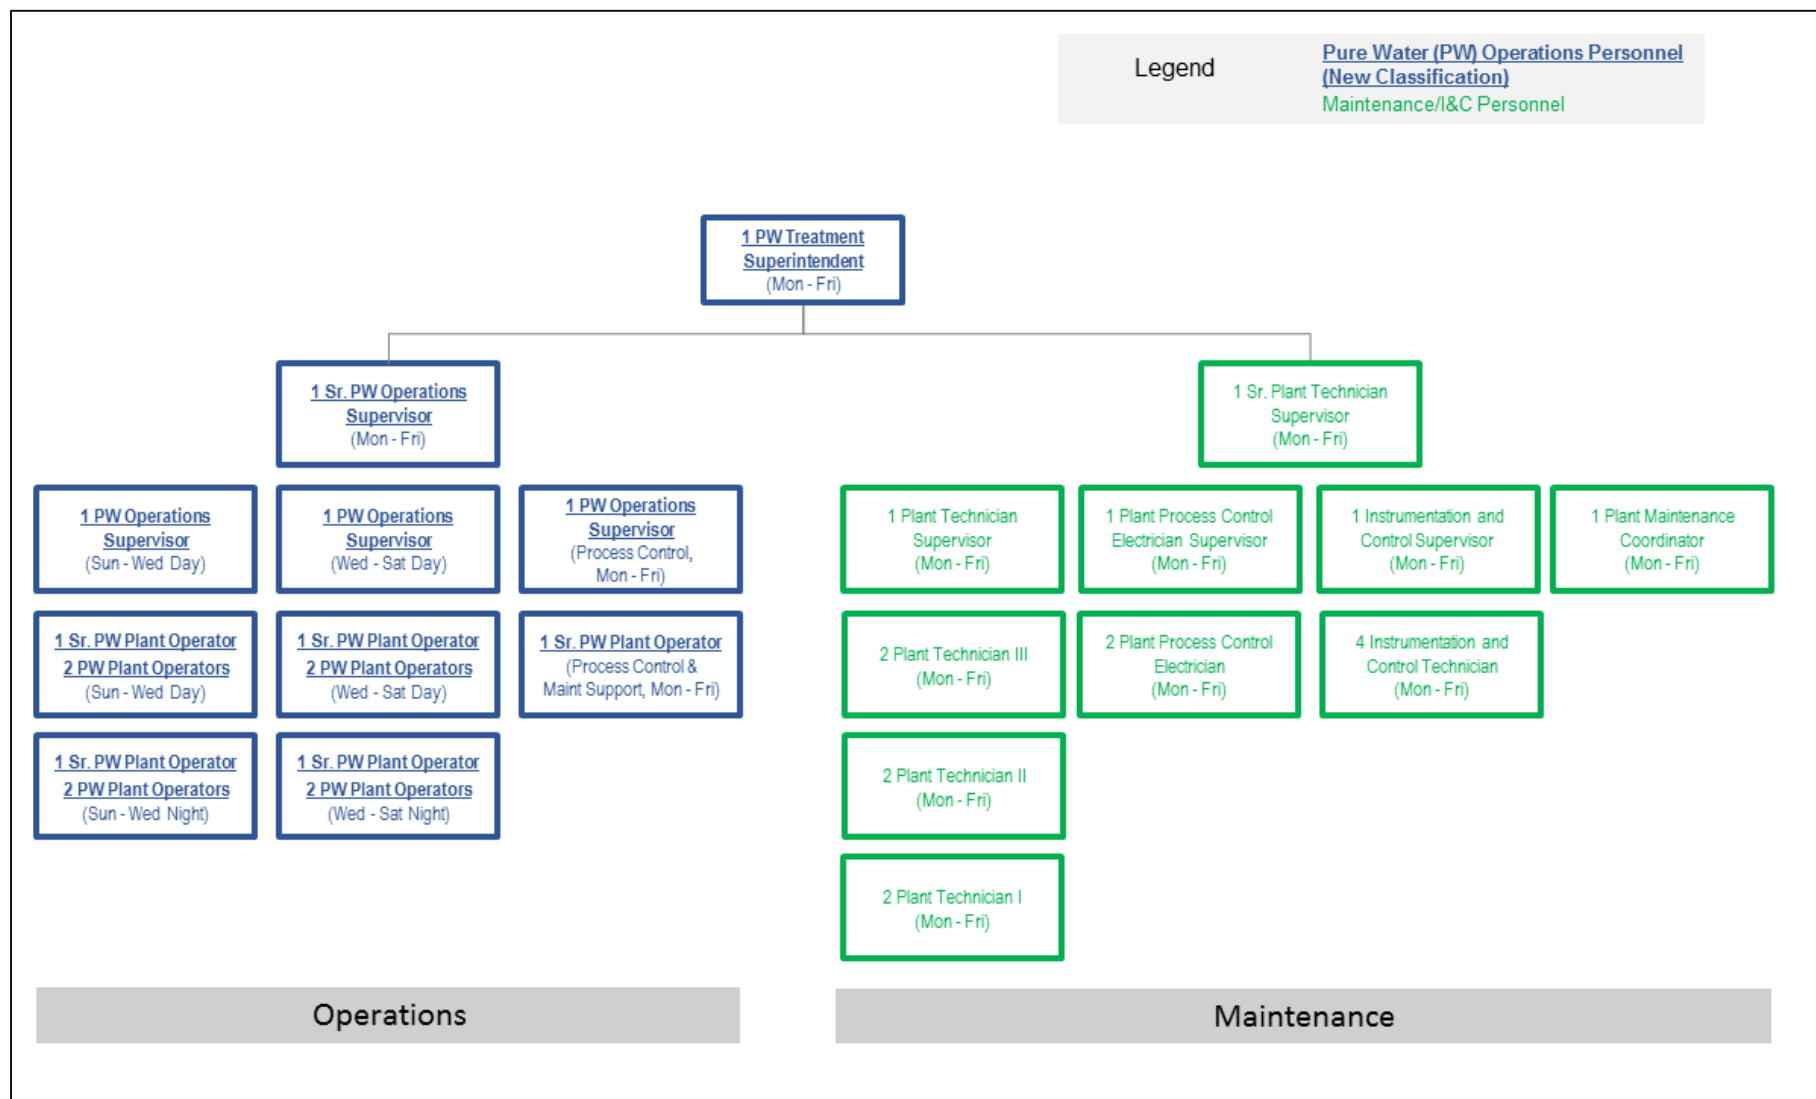 Legend
Pure Water (PW) Operations Personnel
(New Classification)
Maintenance/I&C Personnel
1 PW Treatment
Superintendent
(Mon - Fri)
1 Sr. PW Operations
Supervisor
(Mon - Fri)
1 Sr. Plant Technician
Supervisor
(Mon - Fri)
1 PW Operations
Supervisor
(Sun - Wed Day)
1 PW Operations
Supervisor
(Wed - Sat Day)
1 PW Operations
Supervisor
(Process Control,
Mon - Fri)
1 Plant Technician
Supervisor
(Mon - Fri)
1 Plant Process Control
Electrician Supervisor
(Mon - Fri)
1 Instrumentation and
Control Supervisor
(Mon - Fri)
1 Plant Maintenance
Coordinator
(Mon - Fri)
1 Sr. PW Plant Operator
2 PW Plant Operators
(Sun - Wed Day)
1 Sr. PW Plant Operator
2 PW Plant Operators
(Wed - Sat Day)
1 Sr. PW Plant Operator
(Process Control &
Maint Support, Mon - Fri)
2 Plant Technician III
(Mon - Fri)
2 Plant Process Control
Electrician
(Mon - Fri)
4 Instrumentation and
Control Technician
(Mon - Fri)
1 Sr. PW Plant Operator
2 PW Plant Operators
(Sun - Wed Night)
1 Sr. PW Plant Operator
2 PW Plant Operators
(Wed - Sat Night)
2 Plant Technician II
(Mon - Fri)
2 Plant Technician I
(Mon - Fri)
Operations
Maintenance